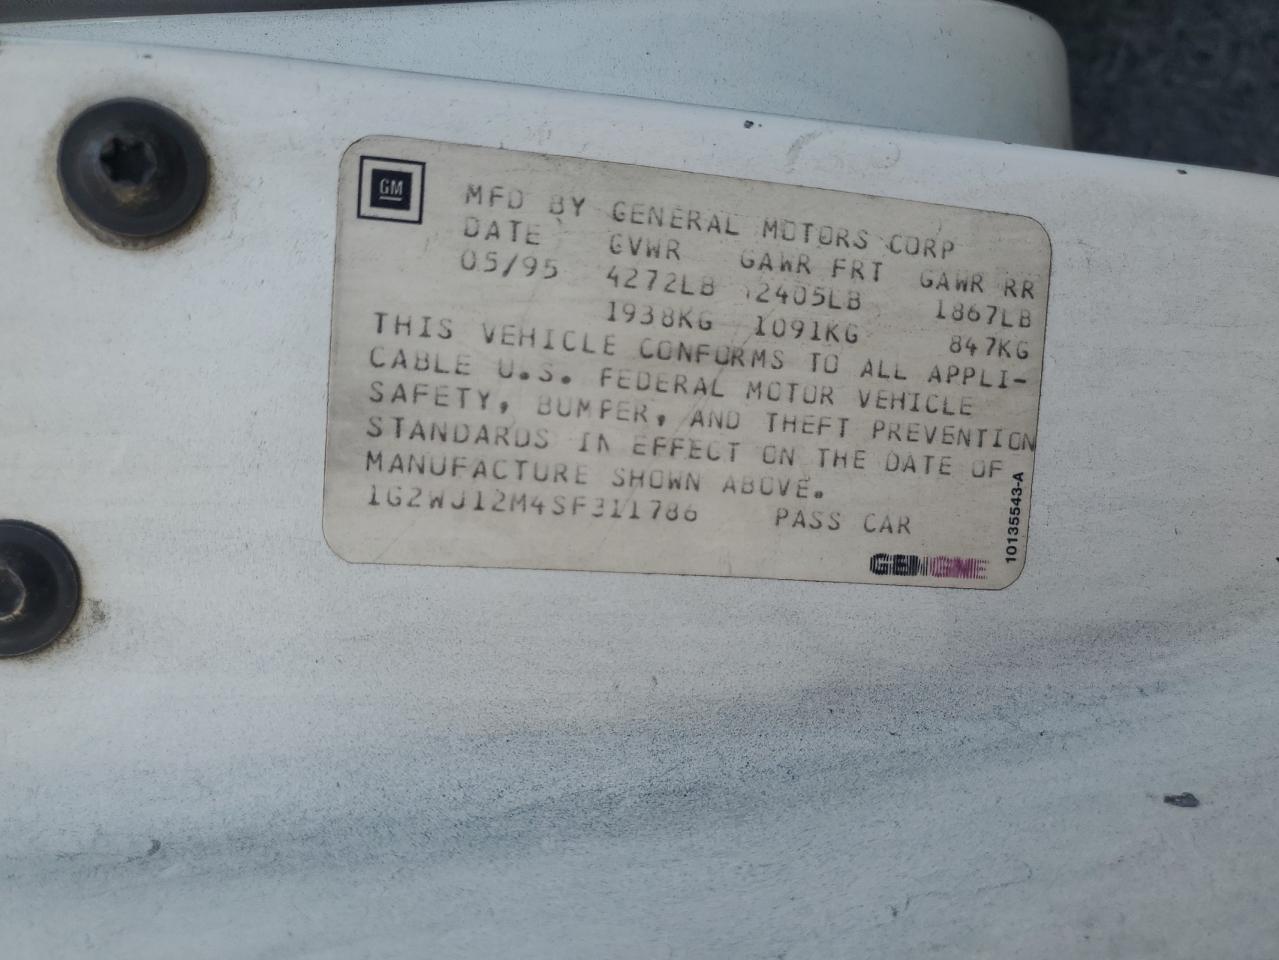 GM
MFD BY GENERAL MOTORS CORP
DATE GVWR GAWR FRT GAWR RR
05/95 4272LB 2405LB 1867LB
1938KG 1091KG 847KG
THIS VEHICLE CONFORMS TO ALL APPLI-
CABLE U.S. FEDERAL MOTOR VEHICLE
SAFETY, BUMPER, AND THEFT PREVENTION
STANDARDS IN EFFECT ON THE DATE OF
MANUFACTURE SHOWN ABOVE.
1G2WJ12M4SF311786 PASS CAR
10135543-A